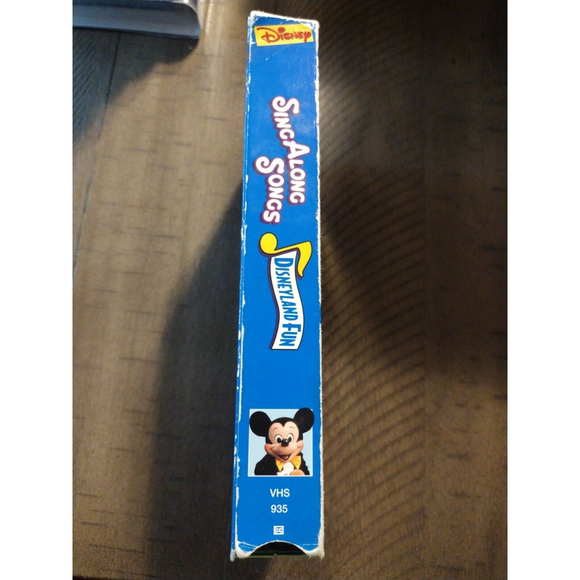 Disney
SING ALONG
SONGS
DISNEYLAND FUN
VHS
935